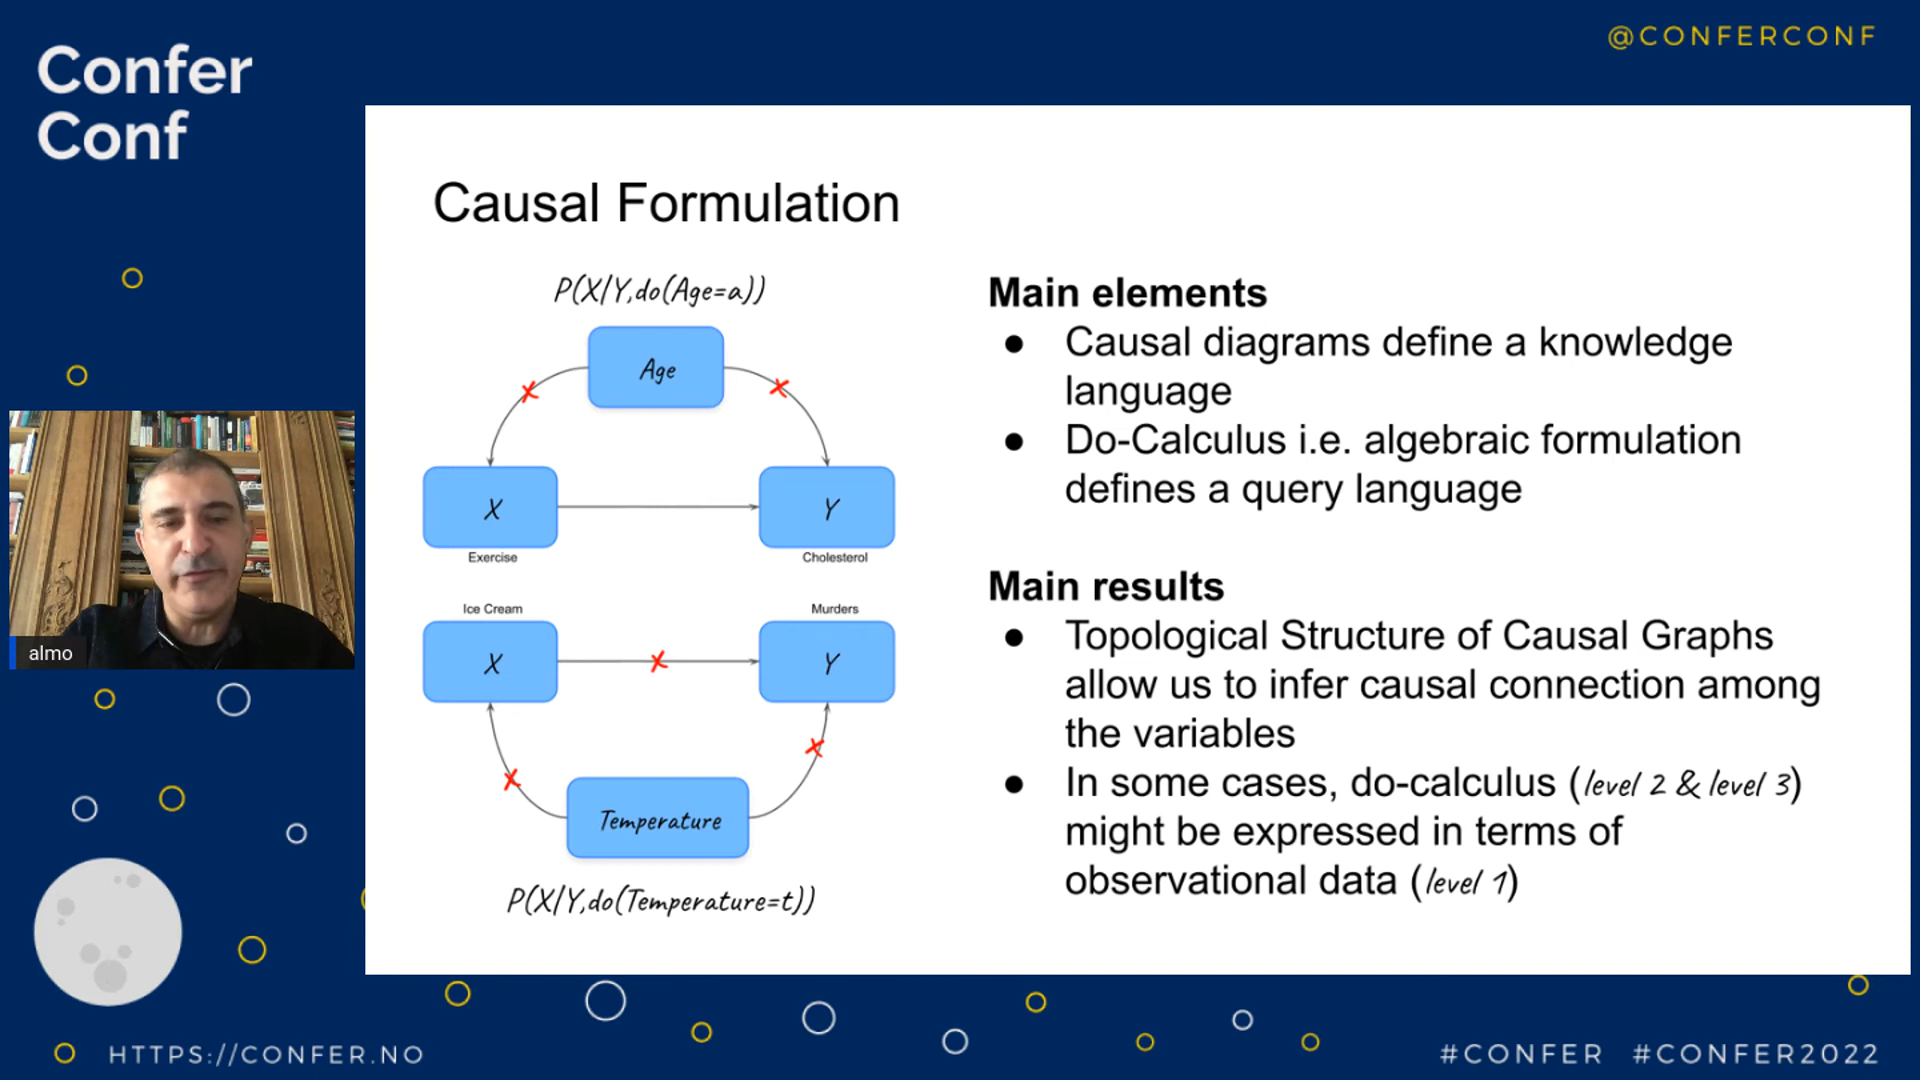 Confer
Conf
@CONFERCONF
Causal Formulation
P(X/Y,do(Age=a))
Age
X
Y
Exercise
Cholesterol
Ice Cream
Murders
X
Y
Temperature
P(X/Y,do(Temperature=t))
Main elements
● Causal diagrams define a knowledge
language
● Do-Calculus i.e. algebraic formulation
defines a query language
Main results
● Topological Structure of Causal Graphs
allow us to infer causal connection among
the variables
● In some cases, do-calculus (level 2 & level 3)
might be expressed in terms of
observational data (level 1)
almo
HTTPS://CONFER.NO
#CONFER #CONFER2022